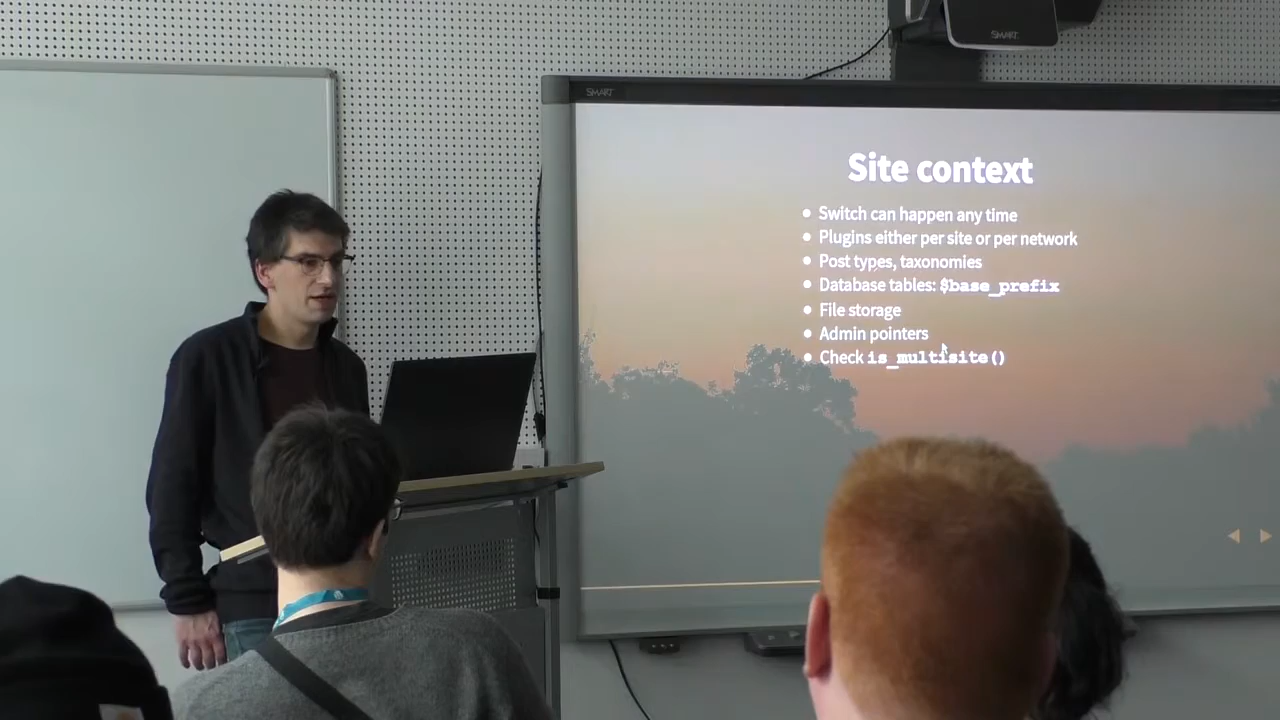 SMART
SMART
Site context
• Switch can happen any time
• Plugins either per site or per network
• Post types, taxonomies
• Database tables: $base_prefix
• File storage
• Admin pointers
• Check is_multisite()